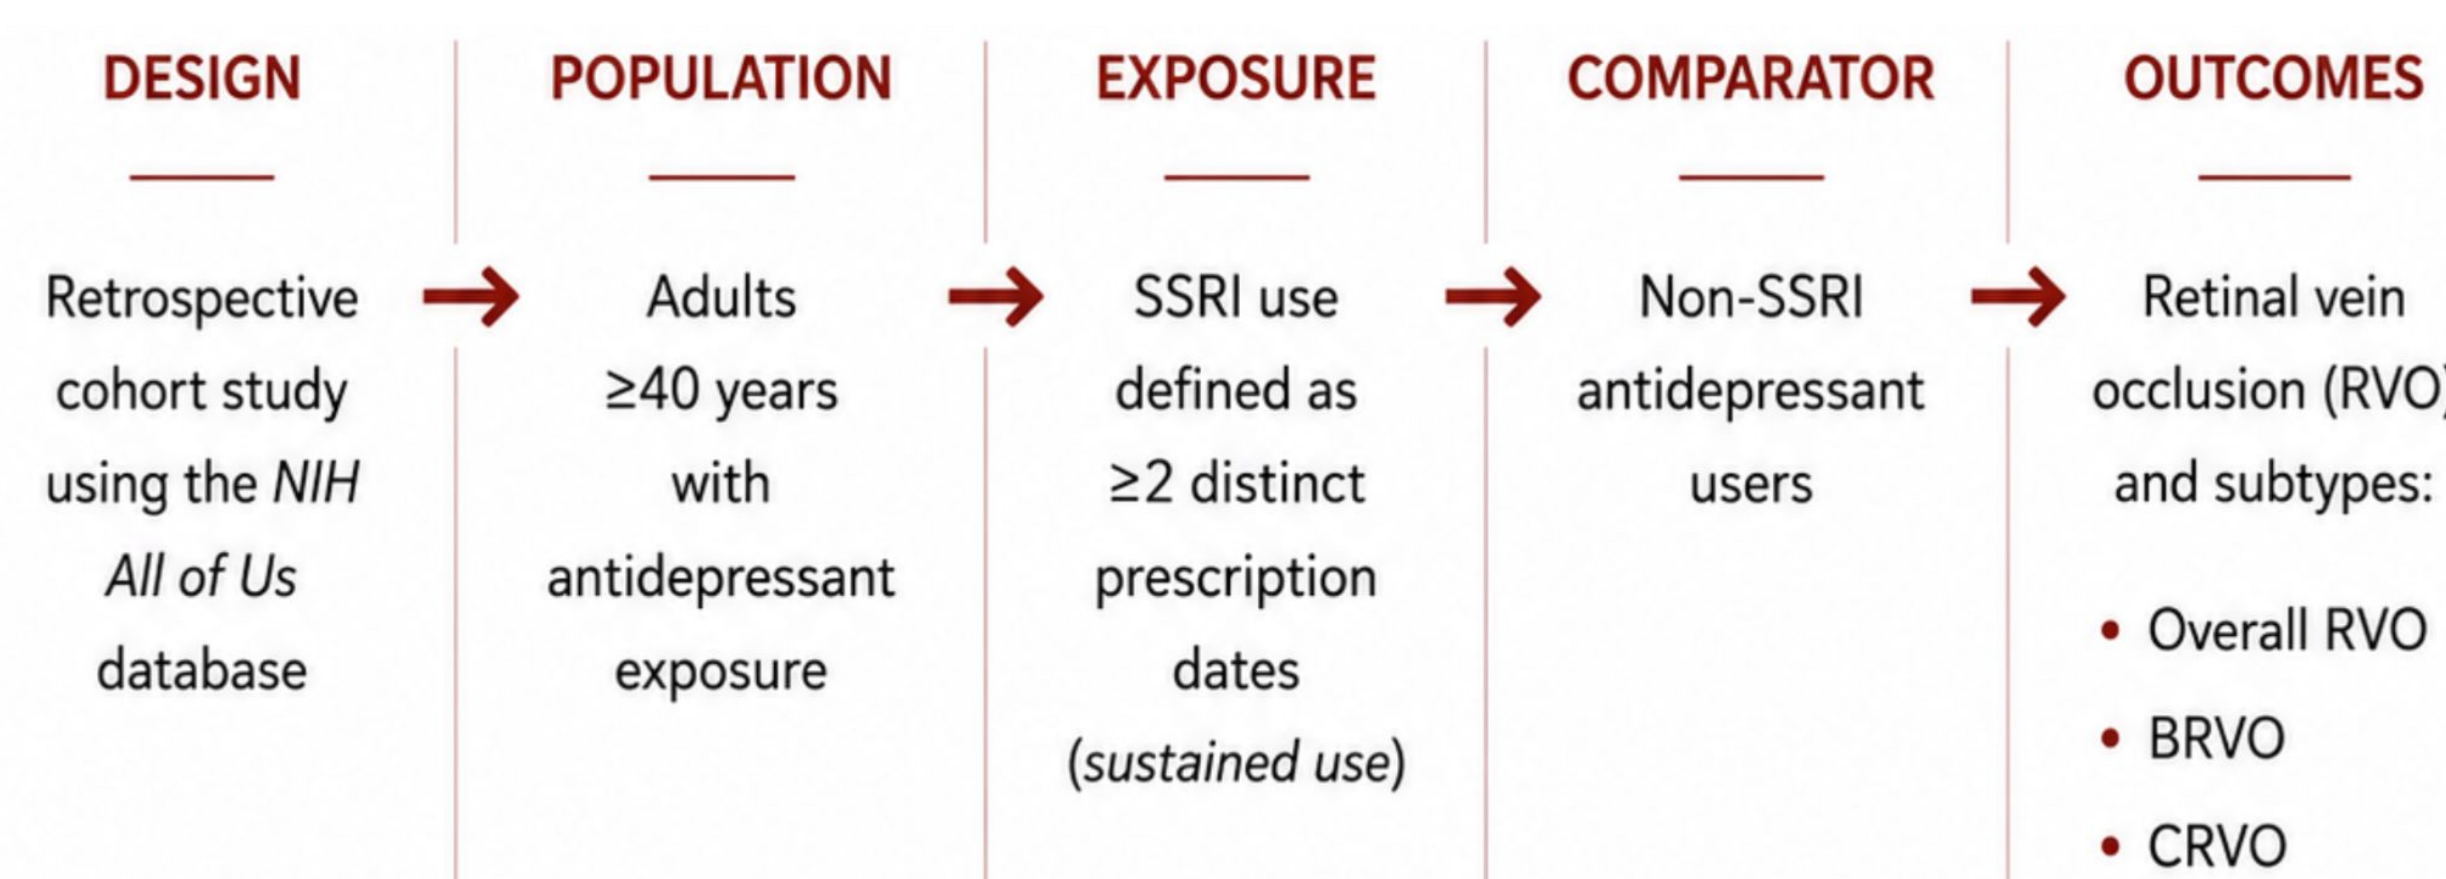 DESIGN
Retrospective
cohort study
using the NIH
All of Us
database
POPULATION
Adults
≥40 years
with
antidepressant
exposure
EXPOSURE
SSRI use
defined as
≥2 distinct
prescription
dates
(sustained use)
COMPARATOR
Non-SSRI
antidepressant
users
OUTCOMES
Retinal vein
occlusion (RVO)
and subtypes:
• Overall RVO
• BRVO
• CRVO